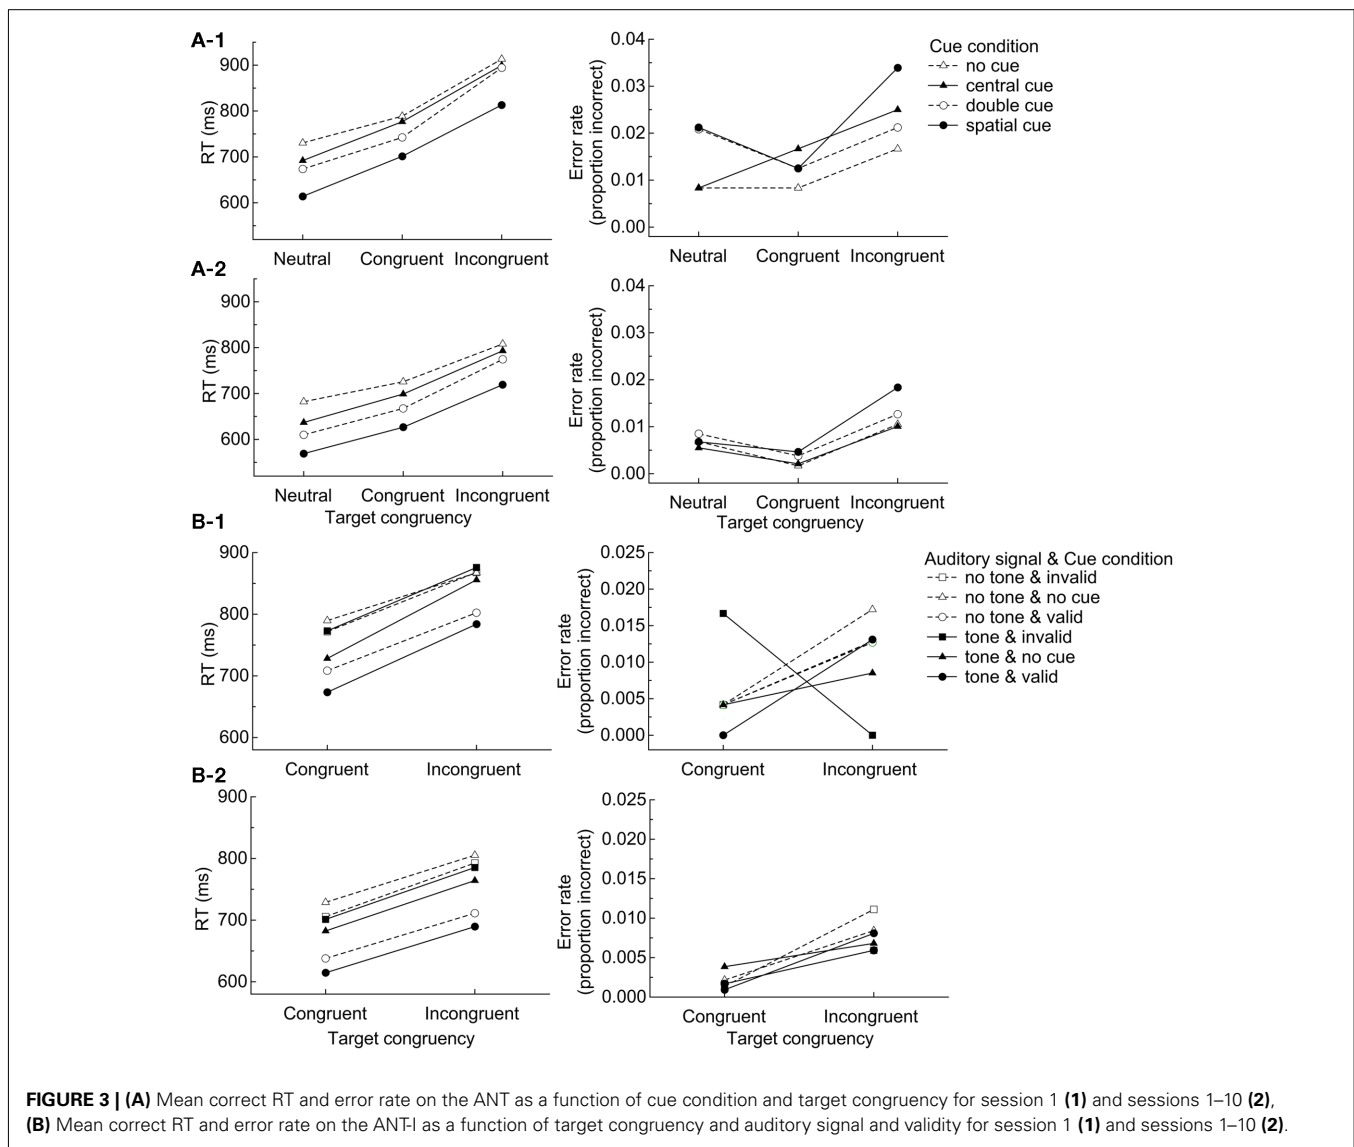 A-1
900
800
700
600
RT (ms)
Neutral Congruent Incongruent
0.04
0.03
0.02
0.01
0.00
Error rate
(proportion incorrect)
Neutral Congruent Incongruent
Cue condition
no cue
central cue
double cue
spatial cue
A-2
900
800
700
600
RT (ms)
Neutral Congruent Incongruent
Target congruency
0.04
0.03
0.02
0.01
0.00
Error rate
(proportion incorrect)
Neutral Congruent Incongruent
Target congruency
B-1
900
800
700
600
RT (ms)
Congruent Incongruent
0.025
0.020
0.015
0.010
0.005
0.000
Error rate
(proportion incorrect)
Congruent Incongruent
Auditory signal & Cue condition
no tone & invalid
no tone & no cue
no tone & valid
tone & invalid
tone & no cue
tone & valid
B-2
900
800
700
600
RT (ms)
Congruent Incongruent
Target congruency
0.025
0.020
0.015
0.010
0.005
0.000
Error rate
(proportion incorrect)
Congruent Incongruent
Target congruency
FIGURE 3 | (A) Mean correct RT and error rate on the ANT as a function of cue condition and target congruency for session 1 (1) and sessions 1–10 (2),
(B) Mean correct RT and error rate on the ANT-I as a function of target congruency and auditory signal and validity for session 1 (1) and sessions 1–10 (2).